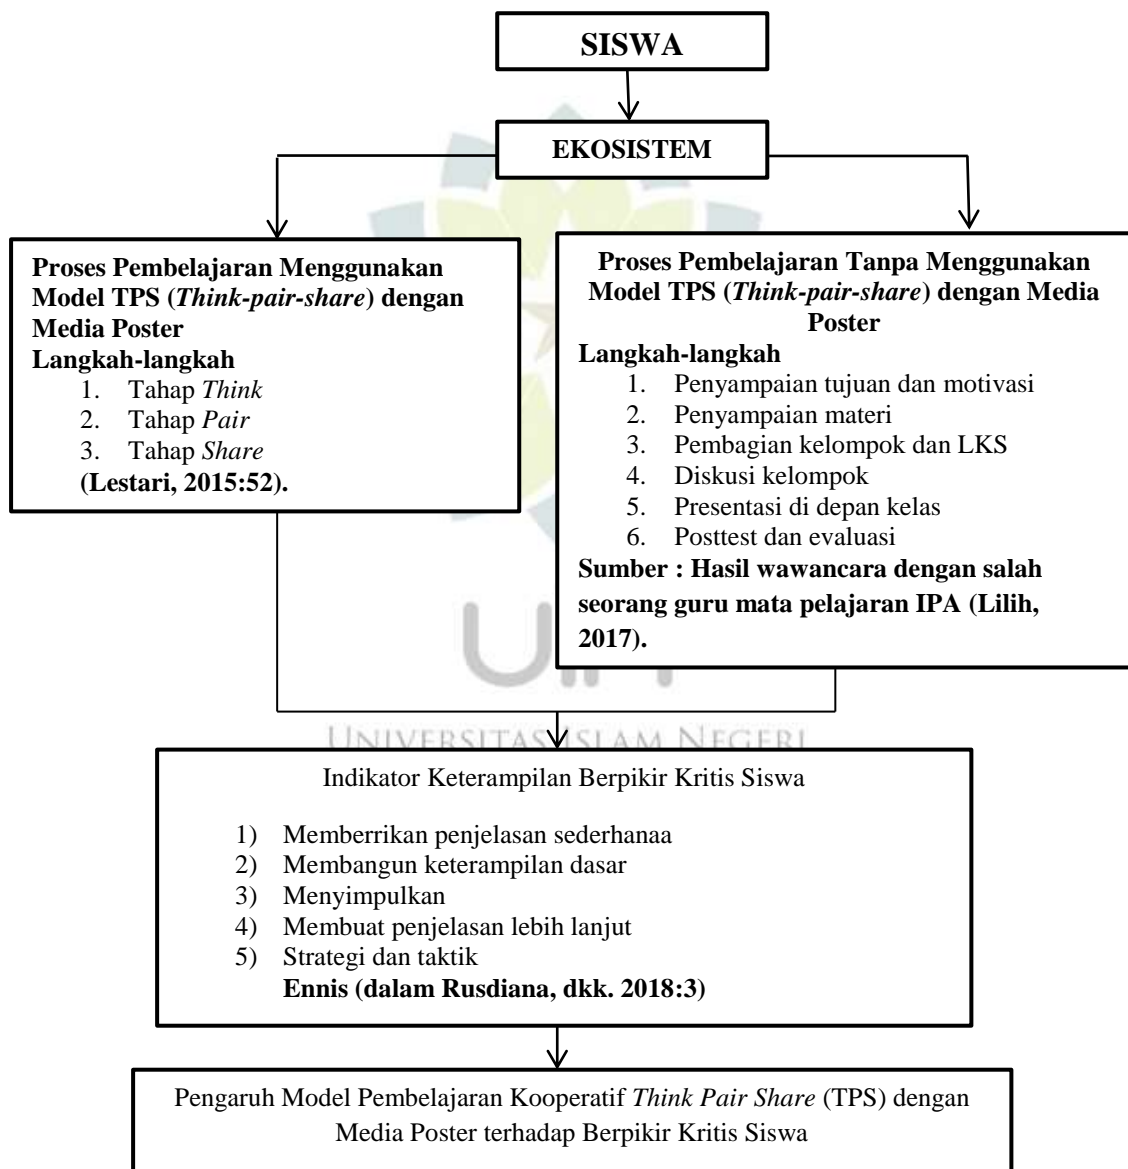 SISWA
EKOSISTEM
Proses Pembelajaran Menggunakan
Model TPS (Think-pair-share) dengan
Media Poster
Langkah-langkah
1. Tahap Think
2. Tahap Pair
3. Tahap Share
(Lestari, 2015:52).
Proses Pembelajaran Tanpa Menggunakan
Model TPS (Think-pair-share) dengan Media
Poster
Langkah-langkah
1. Penyampaian tujuan dan motivasi
2. Penyampaian materi
3. Pembagian kelompok dan LKS
4. Diskusi kelompok
5. Presentasi di depan kelas
6. Posttest dan evaluasi
Sumber : Hasil wawancara dengan salah
seorang guru mata pelajaran IPA (Lilih,
2017).
UNIVERSITAS ISLAM NEGERI
Indikator Keterampilan Berpikir Kritis Siswa
1) Memberrikan penjelasan sederhanaa
2) Membangun keterampilan dasar
3) Menyimpulkan
4) Membuat penjelasan lebih lanjut
5) Strategi dan taktik
Ennis (dalam Rusdiana, dkk. 2018:3)
Pengaruh Model Pembelajaran Kooperatif Think Pair Share (TPS) dengan
Media Poster terhadap Berpikir Kritis Siswa